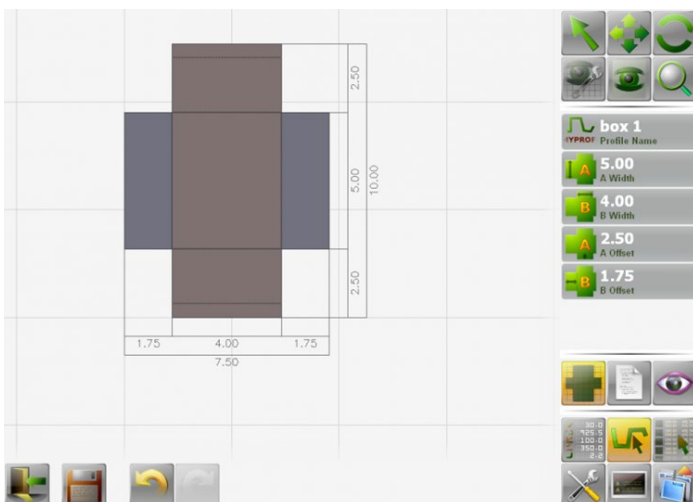 2.50
5.00
10.00
2.50
1.75
4.00
1.75
7.50
box 1
Profile Name
5.00
A Width
A
4.00
B Width
B
2.50
A Offset
A
1.75
B Offset
B